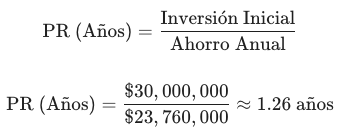 PR (Años) = Inversión Inicial / Ahorro Anual
PR (Años) = $30,000,000 / $23,760,000 ≈ 1.26 años